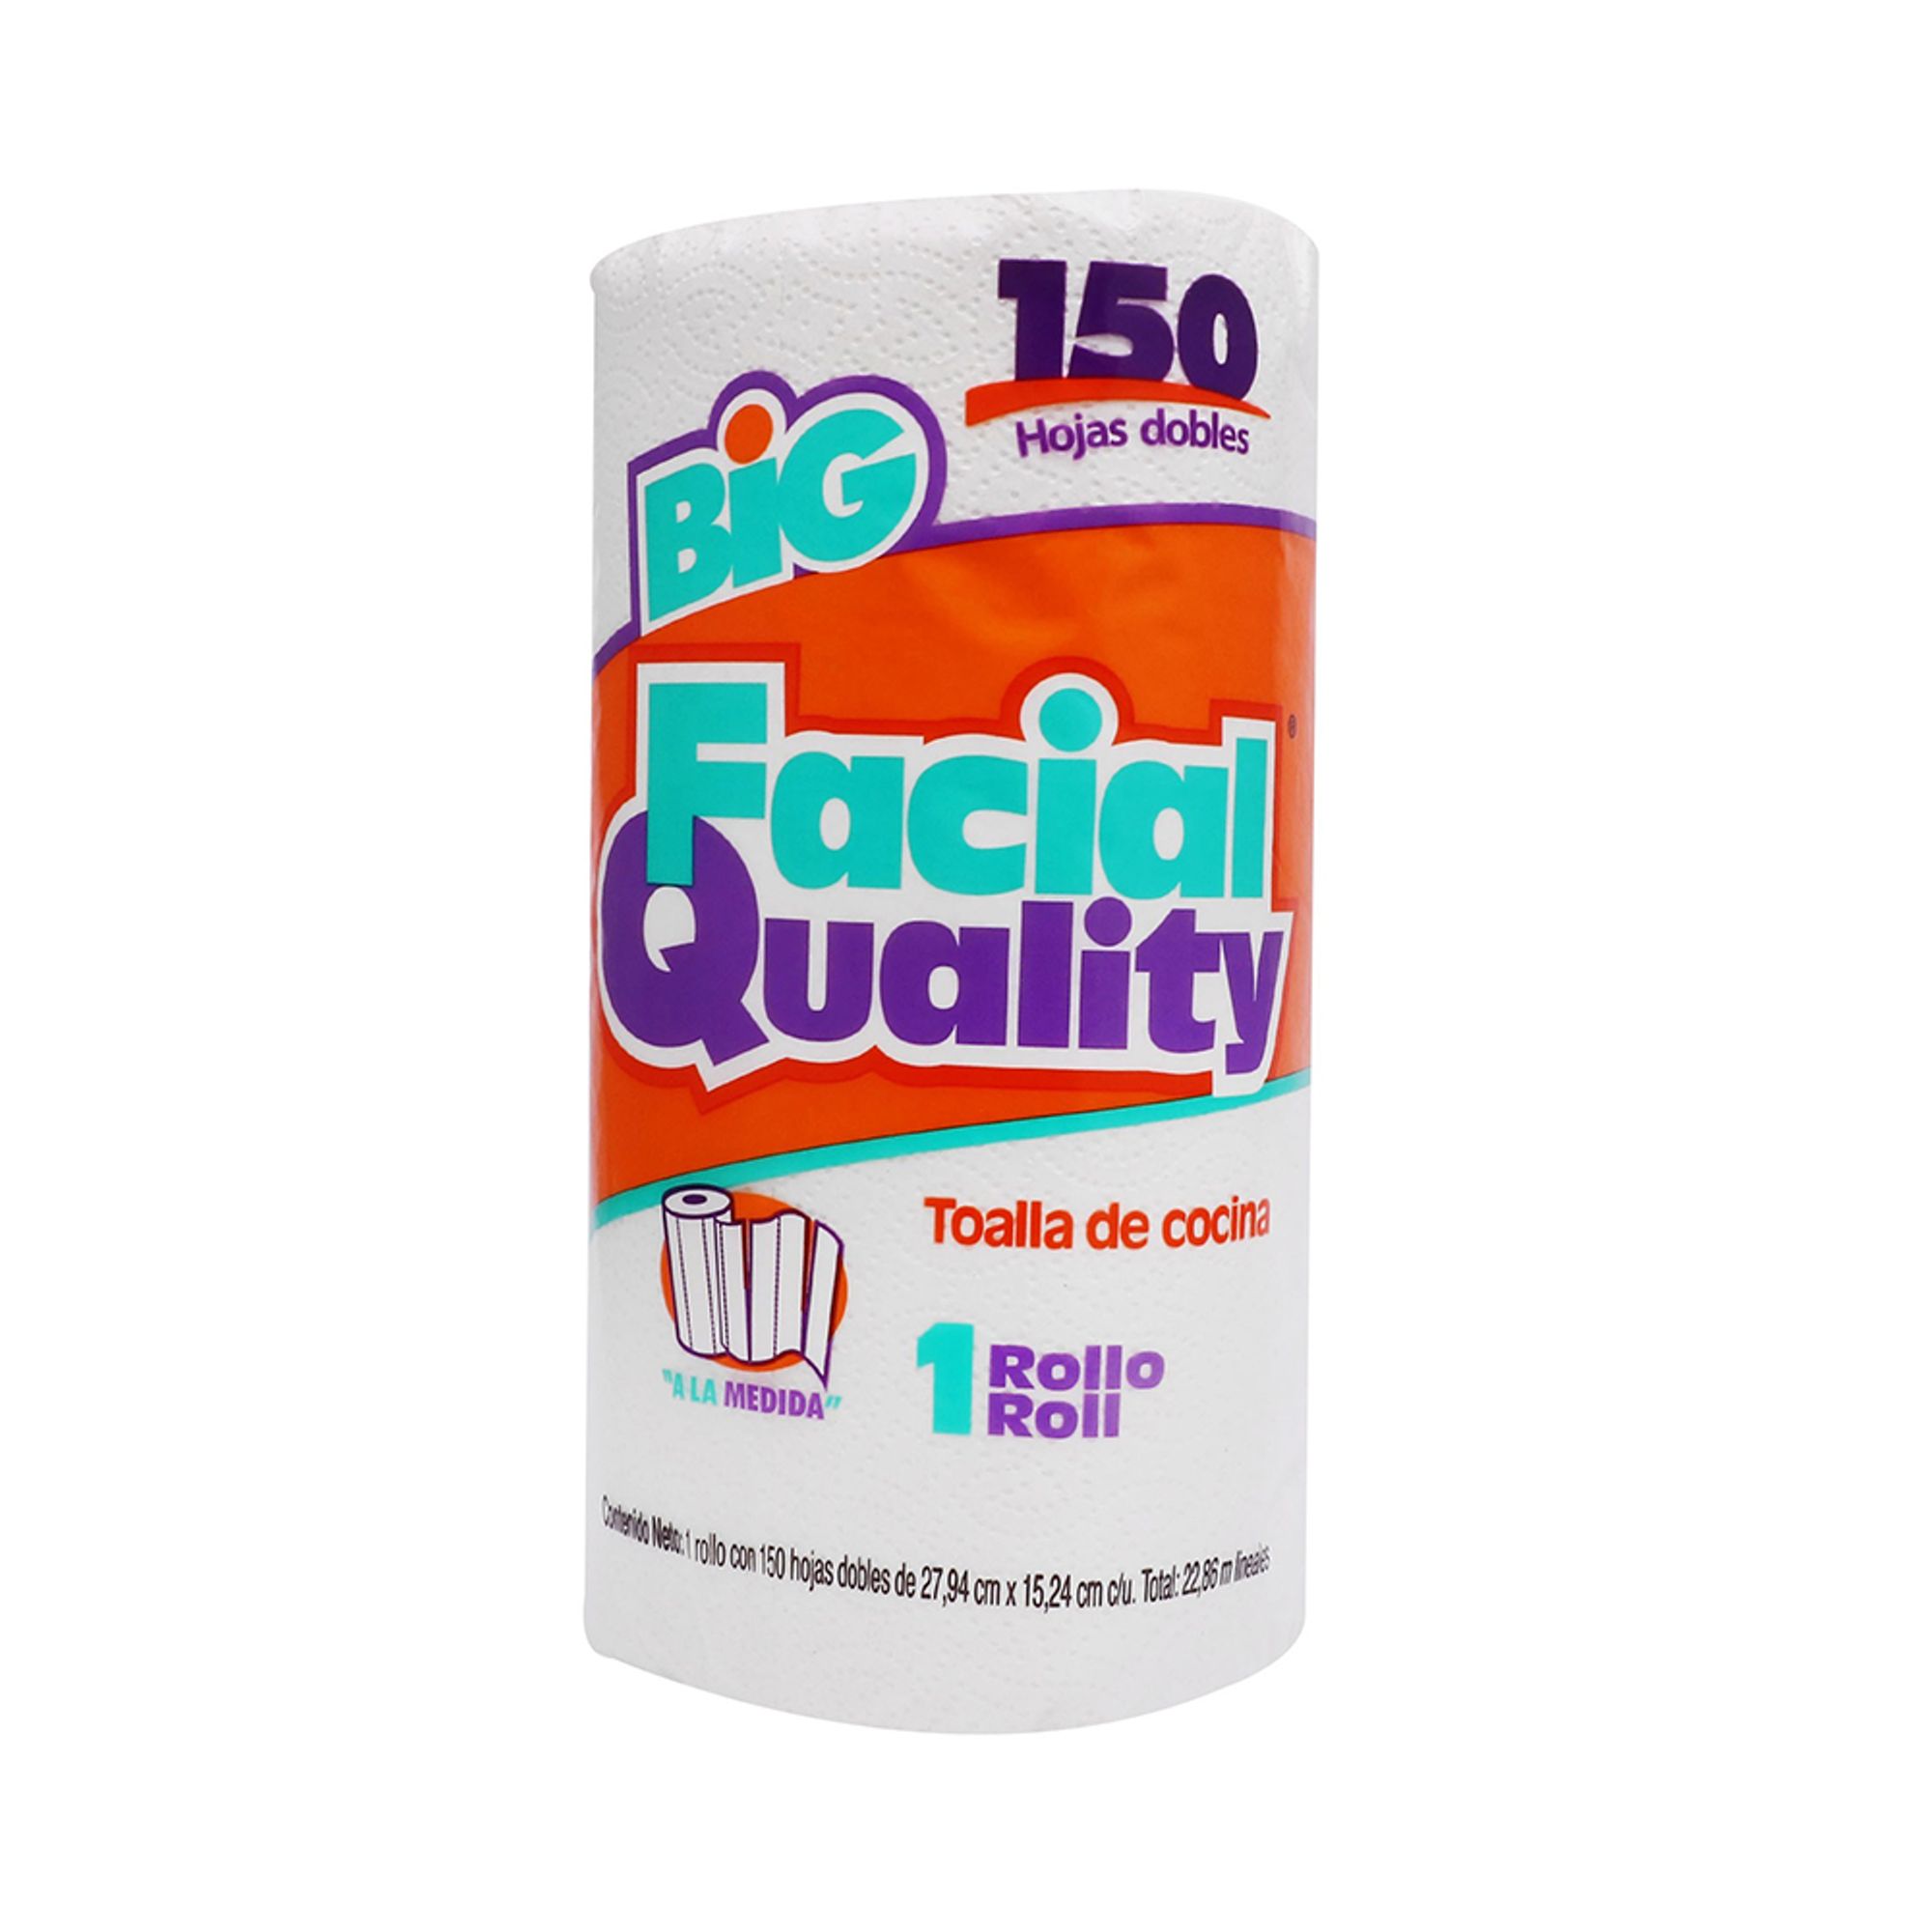 150
Hojas dobles
BiG
Facial
®
Quality
Toalla de cocina
"A LA MEDIDA"
1 Rollo
Roll
Contenido Neto: 1 rollo con 150 hojas dobles de 27,94 cm x 15,24 cm c/u. Total: 22,86 m lineales